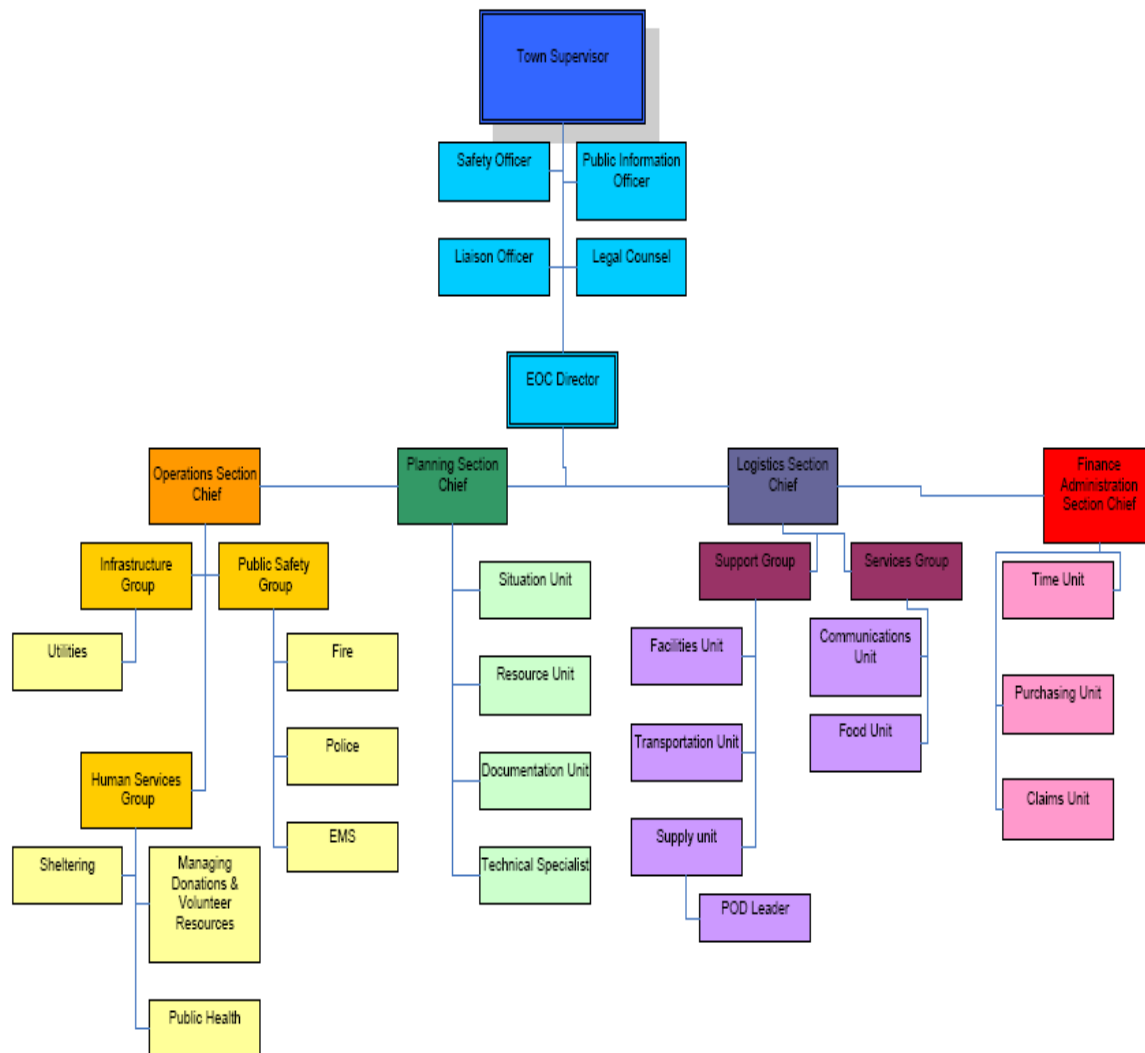 Town Supervisor
Safety Officer
Public Information
Officer
Liaison Officer
Legal Counsel
EOC Director
Operations Section
Chief
Planning Section
Chief
Logistics Section
Chief
Finance
Administration
Section Chief
Infrastructure
Group
Public Safety
Group
Support Group
Services Group
Situation Unit
Time Unit
Utilities
Fire
Facilities Unit
Communications
Unit
Resource Unit
Purchasing Unit
Police
Transportation Unit
Food Unit
Human Services
Group
Documentation Unit
Claims Unit
EMS
Supply unit
Sheltering
Managing
Donations &
Volunteer
Resources
Technical Specialist
POD Leader
Public Health